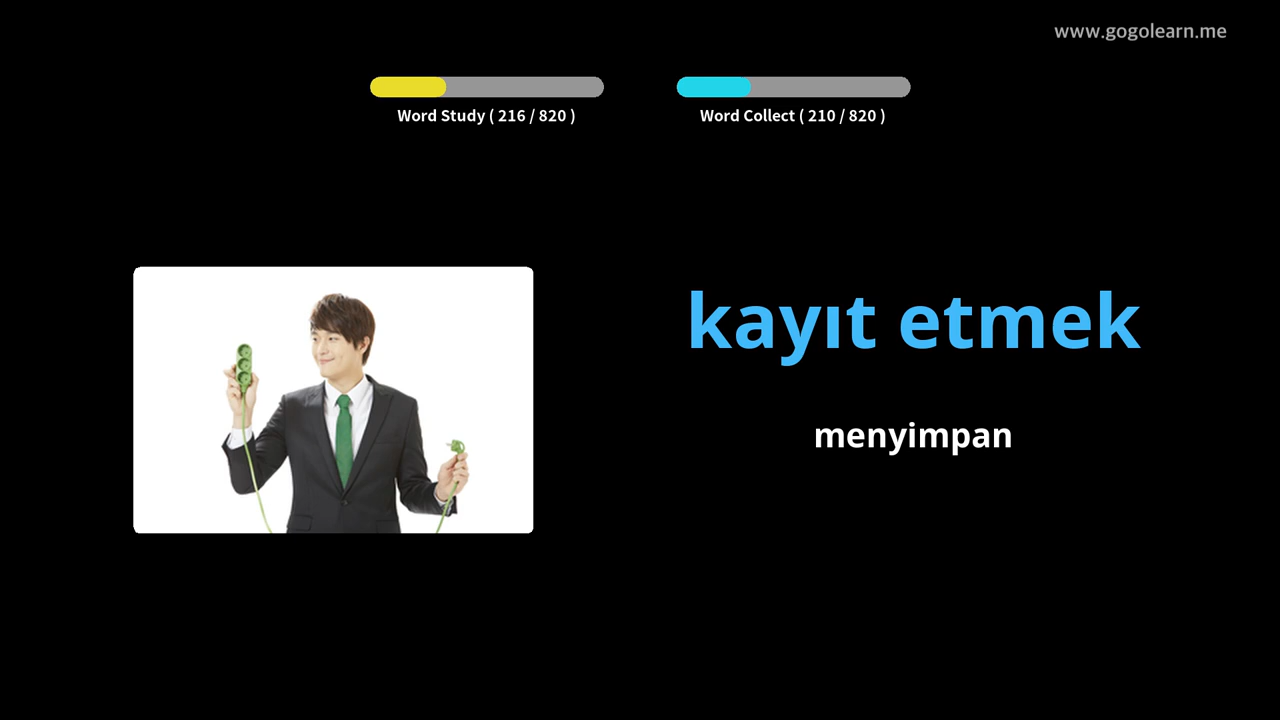 www.gogolearn.me
Word Study ( 216 / 820 )
Word Collect ( 210 / 820 )
kayıt etmek
menyimpan